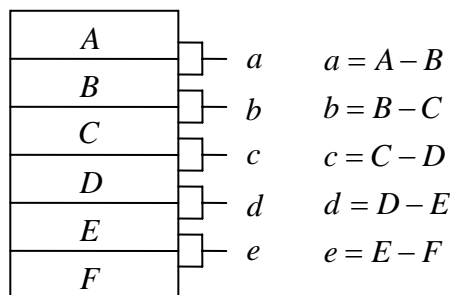 A
a a = A − B
B
b b = B − C
C
c c = C − D
D
d d = D − E
E
e e = E − F
F